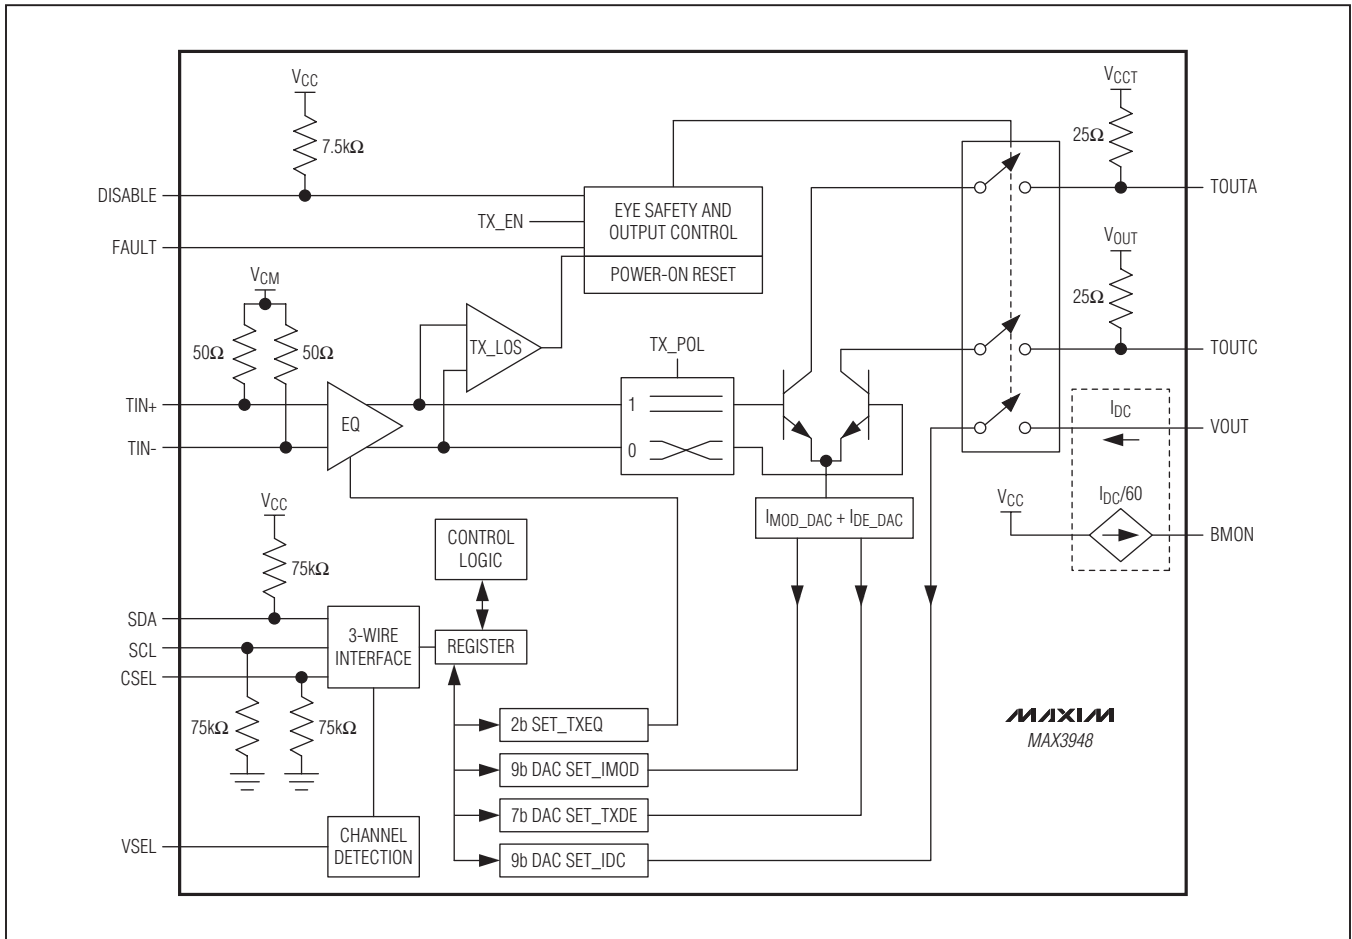 VCC
7.5kΩ
DISABLE
TX_EN
FAULT
EYE SAFETY AND
OUTPUT CONTROL
POWER-ON RESET
VCCT
25Ω
TOUTA
VOUT
25Ω
TOUTC
VCM
50Ω
50Ω
TX_LOS
TX_POL
TIN+
TIN-
EQ
1
0
IDC
VOUT
VCC
IDC/60
BMON
IMOD_DAC + IDE_DAC
VCC
75kΩ
CONTROL
LOGIC
SDA
SCL
CSEL
3-WIRE
INTERFACE
REGISTER
75kΩ
75kΩ
2b SET_TXEQ
9b DAC SET_IMOD
7b DAC SET_TXDE
9b DAC SET_IDC
MAXIM
MAX3948
VSEL
CHANNEL
DETECTION